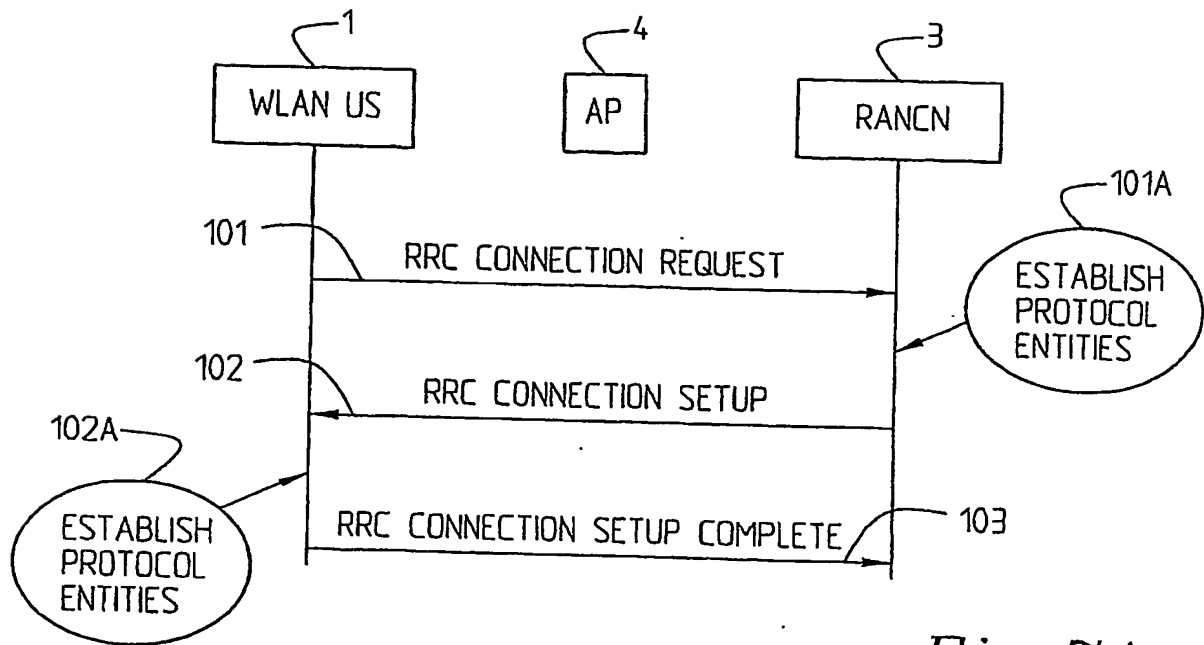 1
4
3
WLAN US
AP
RANCN
101A
101
RRC CONNECTION REQUEST
ESTABLISH
PROTOCOL
ENTITIES
102
RRC CONNECTION SETUP
102A
ESTABLISH
PROTOCOL
ENTITIES
RRC CONNECTION SETUP COMPLETE
103